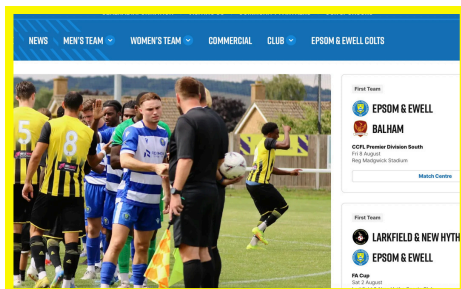 NEWS
MEN'S TEAM
WOMEN'S TEAM
COMMERCIAL
CLUB
EPSOM & EWELL COLTS
5
8
First Team
EPSOM & EWELL
BALHAM
CCFL Premier Division South
Fri 8 August
Reg Madgwick Stadium
Match Centre
First Team
LARKFIELD & NEW HYTH
EPSOM & EWELL
FA Cup
Sat 2 August